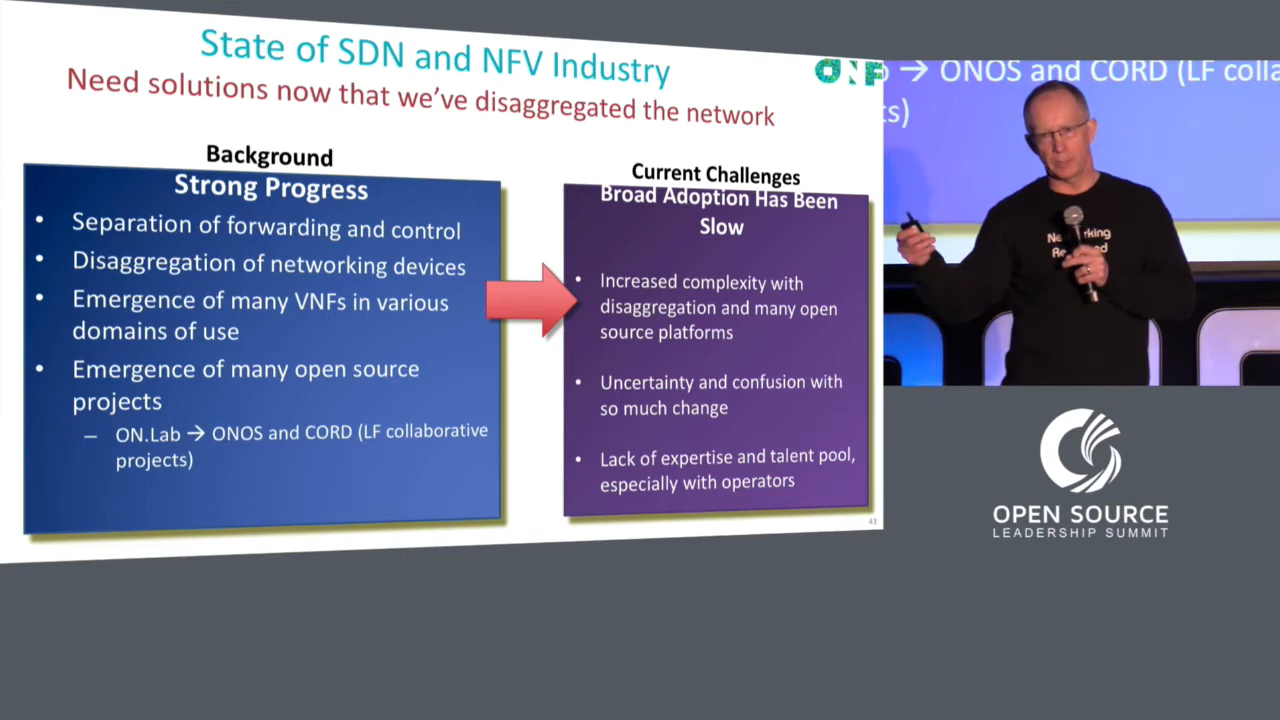 State of SDN and NFV Industry
Need solutions now that we've disaggregated the network
ONF
Background
Strong Progress
• Separation of forwarding and control
• Disaggregation of networking devices
• Emergence of many VNFs in various
domains of use
• Emergence of many open source
projects
– ON.Lab → ONOS and CORD (LF collaborative
projects)
Current Challenges
Broad Adoption Has Been
Slow
• Increased complexity with
disaggregation and many open
source platforms
• Uncertainty and confusion with
so much change
• Lack of expertise and talent pool,
especially with operators
43
→ ONOS and CORD (LF colla
ts)
OPEN SOURCE
LEADERSHIP SUMMIT